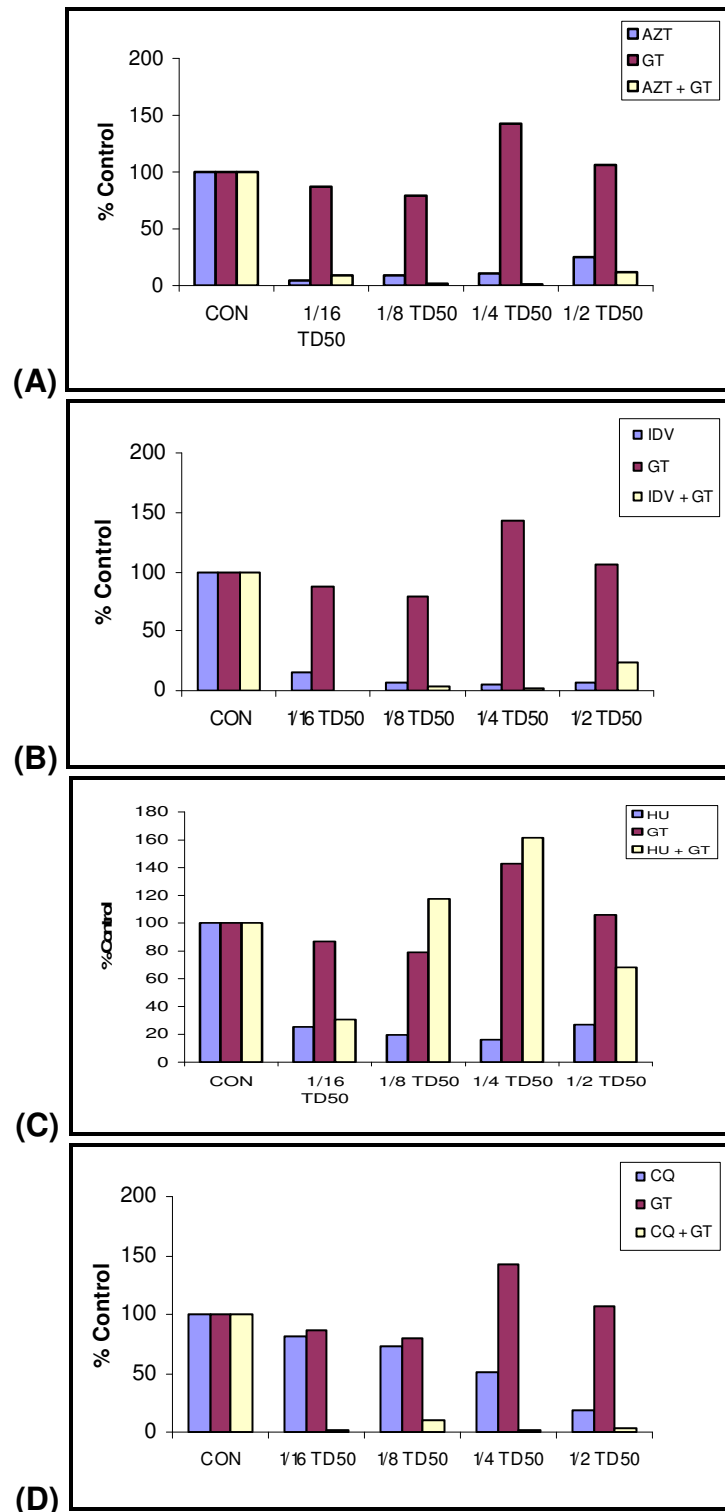 AZT
GT
AZT + GT
% Control
200
150
100
50
0
CON
1/16
TD50
1/8 TD50
1/4 TD50
1/2 TD50
(A)
IDV
GT
IDV + GT
% Control
200
150
100
50
0
CON
1/16 TD50
1/8 TD50
1/4 TD50
1/2 TD50
(B)
HU
GT
HU + GT
%Control
180
160
140
120
100
80
60
40
20
0
CON
1/16
TD50
1/8 TD50
1/4 TD50
1/2 TD50
(C)
CQ
GT
CQ + GT
% Control
200
150
100
50
0
CON
1/16 TD50
1/8 TD50
1/4 TD50
1/2 TD50
(D)